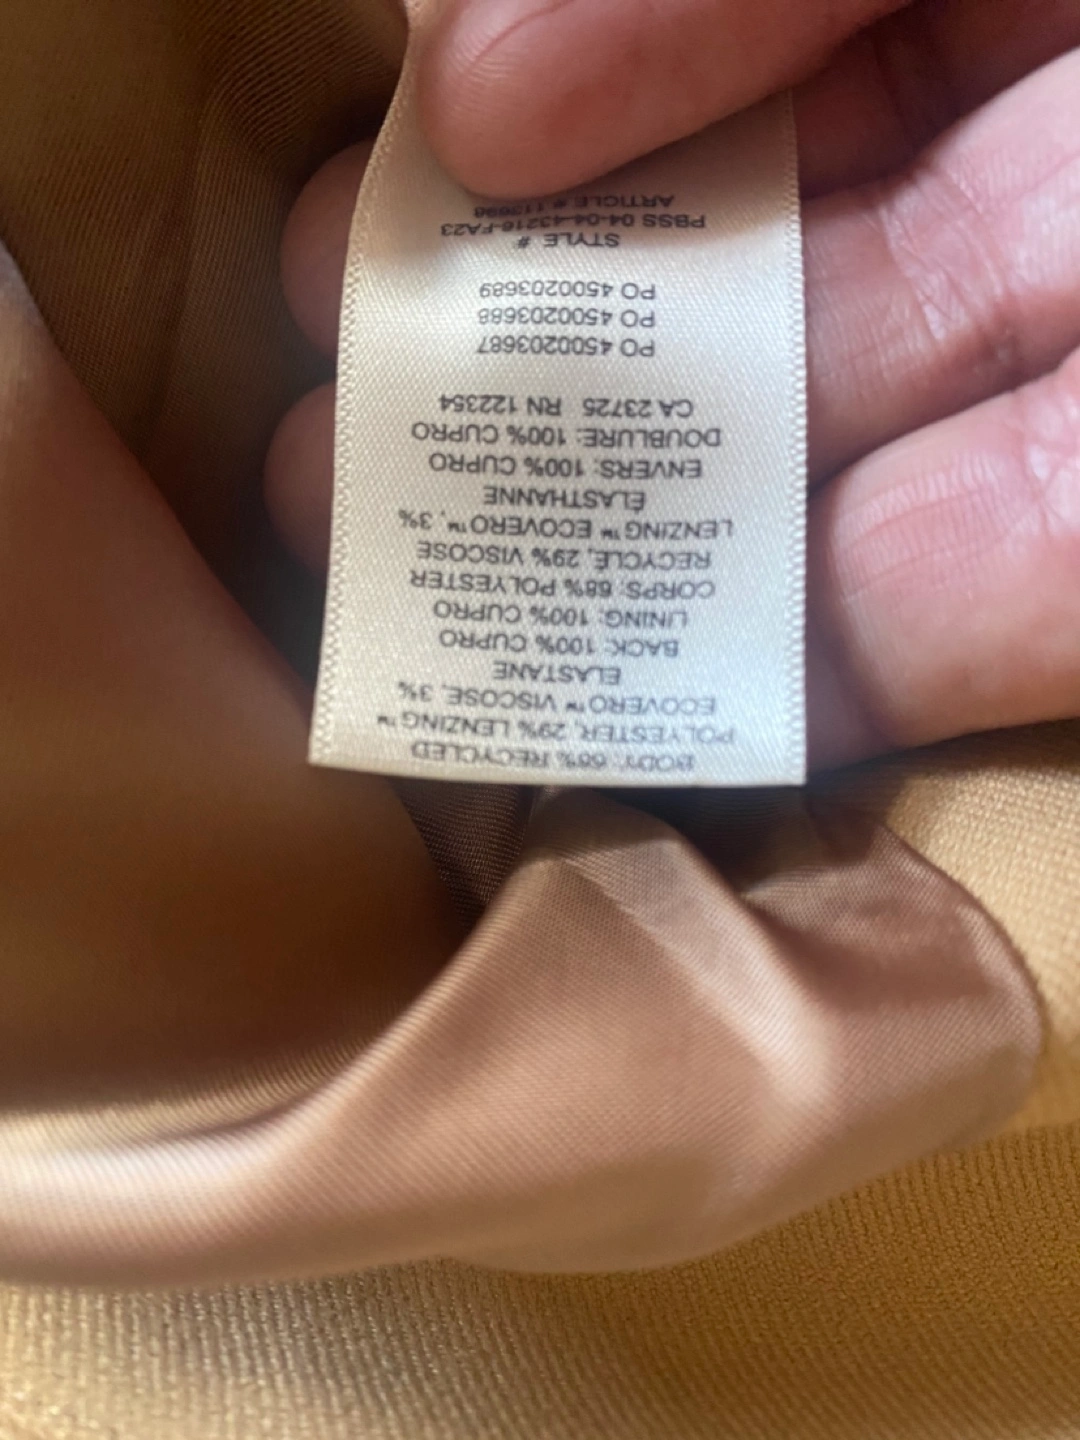 BODY: 68% RECYCLED
POLYESTER, 29% LENZING™
ECOVERO™ VISCOSE, 3%
ELASTANE
BACK: 100% CUPRO
LINING: 100% CUPRO
CORPS: 68% POLYESTER
RECYCLÉ, 29% VISCOSE
LENZING™ ECOVERO™, 3%
ÉLASTHANNE
ENVERS: 100% CUPRO
DOUBLURE: 100% CUPRO
CA 23725 RN 122354
PO 4500203687
PO 4500203688
PO 4500203689
STYLE #
PBSS 04-04-43216-FA23
ARTICLE #